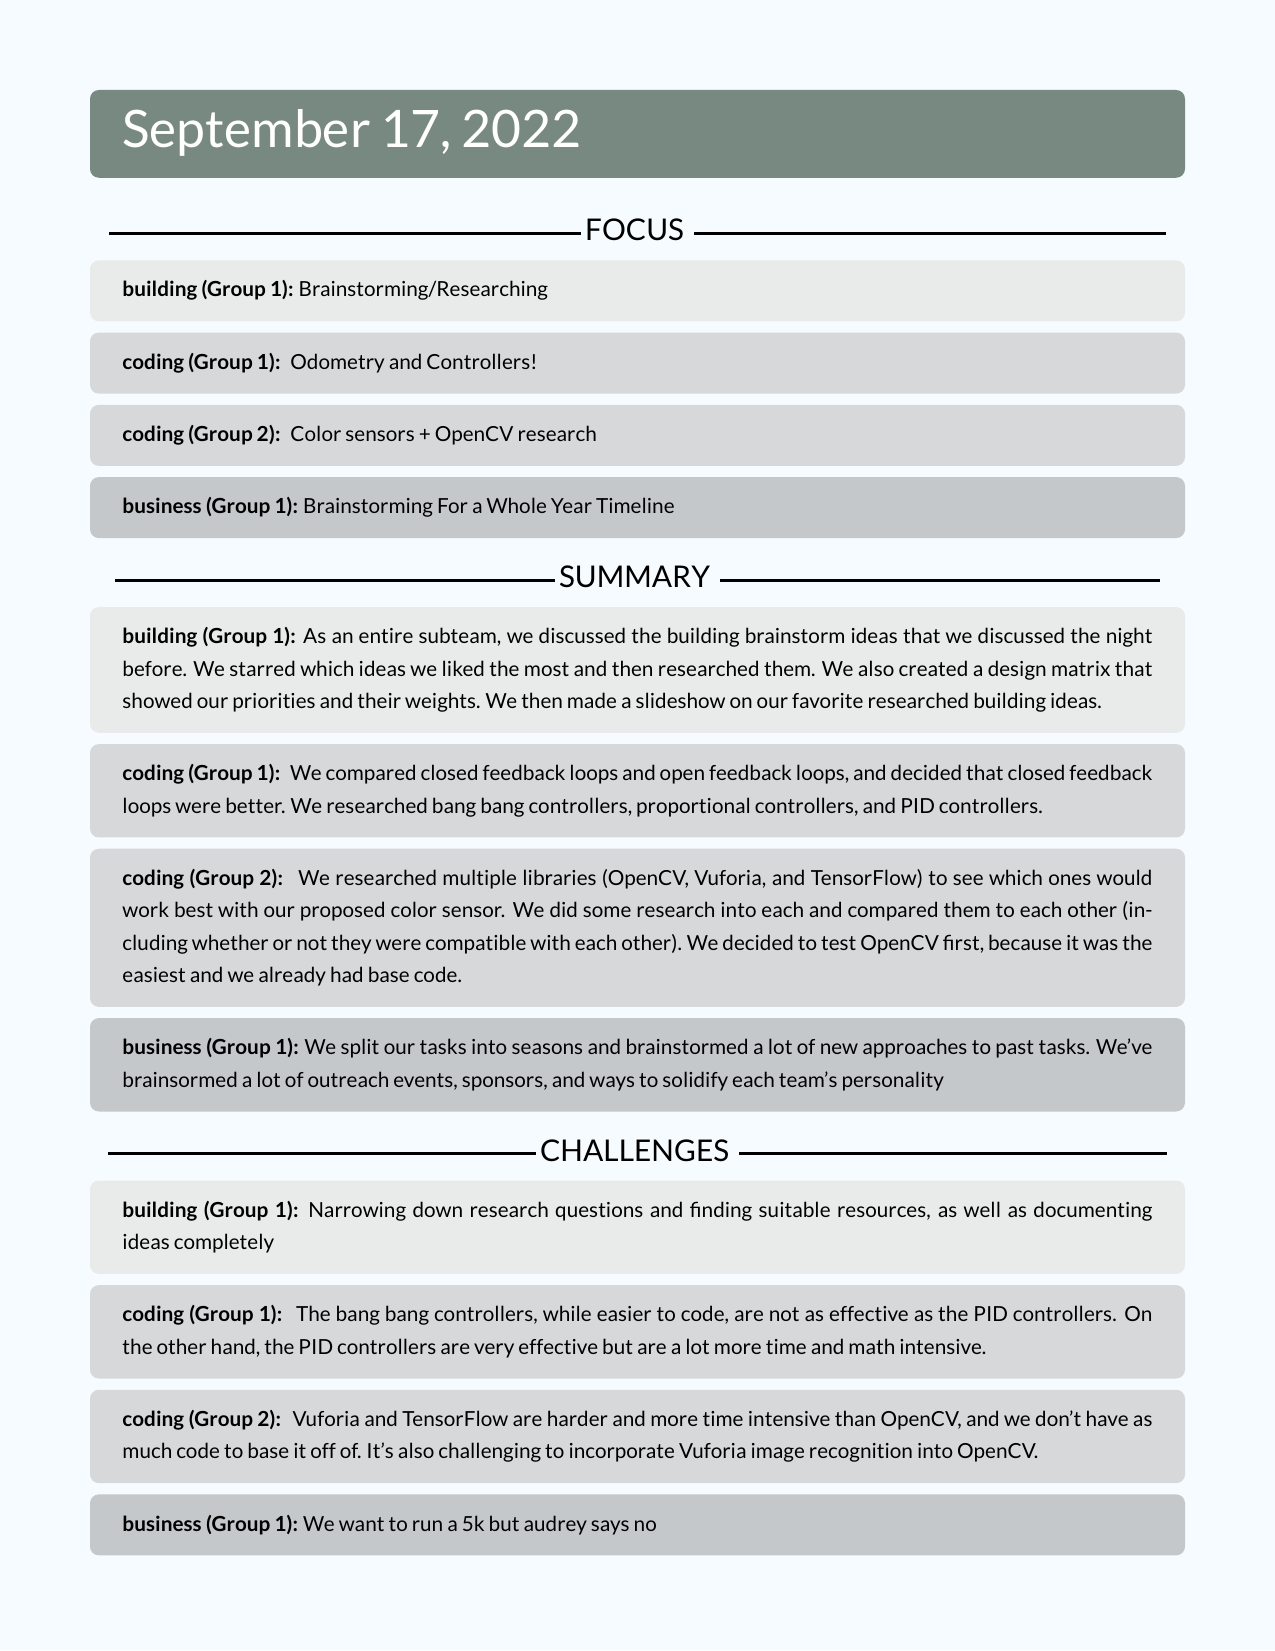 September 17, 2022
FOCUS
building (Group 1): Brainstorming/Researching
coding (Group 1): Odometry and Controllers!
coding (Group 2): Color sensors + OpenCV research
business (Group 1): Brainstorming For a Whole Year Timeline
SUMMARY
building (Group 1): As an entire subteam, we discussed the building brainstorm ideas that we discussed the night
before. We starred which ideas we liked the most and then researched them. We also created a design matrix that
showed our priorities and their weights. We then made a slideshow on our favorite researched building ideas.
coding (Group 1): We compared closed feedback loops and open feedback loops, and decided that closed feedback
loops were better. We researched bang bang controllers, proportional controllers, and PID controllers.
coding (Group 2): We researched multiple libraries (OpenCV, Vuforia, and TensorFlow) to see which ones would
work best with our proposed color sensor. We did some research into each and compared them to each other (in-
cluding whether or not they were compatible with each other). We decided to test OpenCV first, because it was the
easiest and we already had base code.
business (Group 1): We split our tasks into seasons and brainstormed a lot of new approaches to past tasks. We've
brainsormed a lot of outreach events, sponsors, and ways to solidify each team's personality
CHALLENGES
building (Group 1): Narrowing down research questions and finding suitable resources, as well as documenting
ideas completely
coding (Group 1): The bang bang controllers, while easier to code, are not as effective as the PID controllers. On
the other hand, the PID controllers are very effective but are a lot more time and math intensive.
coding (Group 2): Vuforia and TensorFlow are harder and more time intensive than OpenCV, and we don't have as
much code to base it off of. It's also challenging to incorporate Vuforia image recognition into OpenCV.
business (Group 1): We want to run a 5k but audrey says no